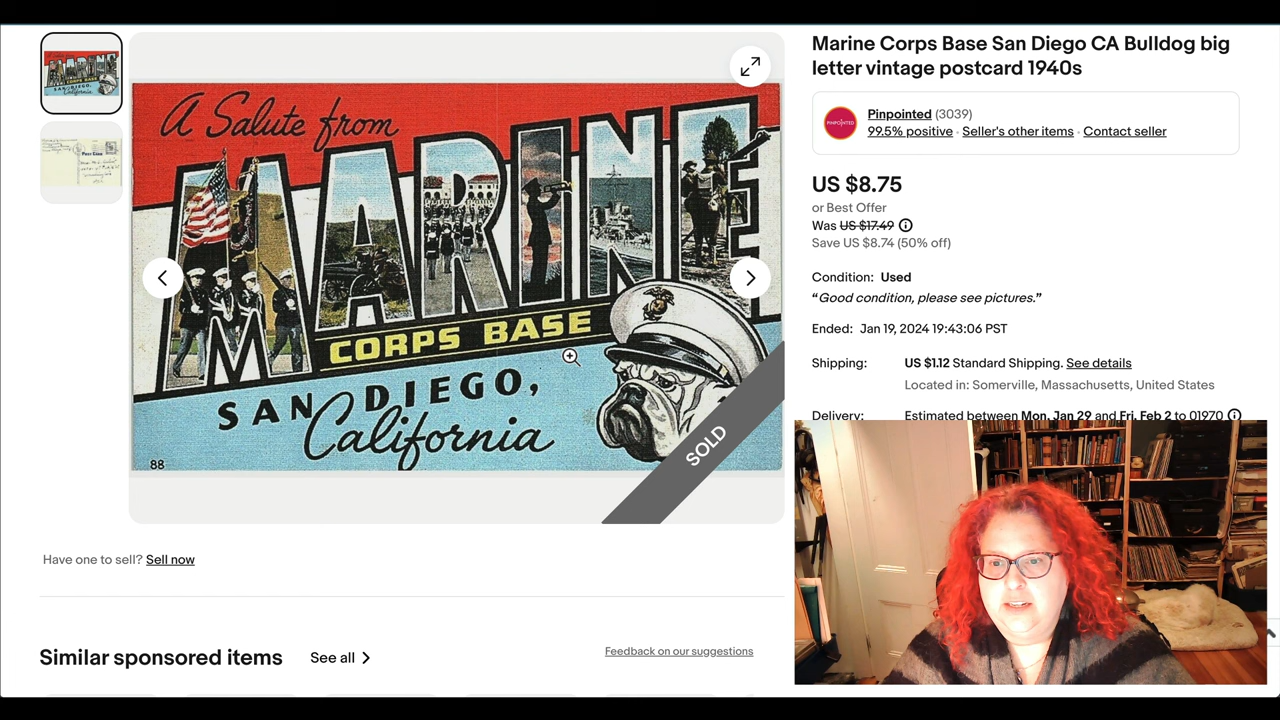 A Salute from
MARINE
CORPS BASE
SAN DIEGO,
California
88
SOLD
Have one to sell? Sell now
Similar sponsored items
See all
Feedback on our suggestions
Marine Corps Base San Diego CA Bulldog big
letter vintage postcard 1940s
PINPOINTED
Pinpointed (3039)
99.5% positive · Seller's other items · Contact seller
US $8.75
or Best Offer
Was US $17.49
Save US $8.74 (50% off)
Condition: Used
“Good condition, please see pictures.”
Ended: Jan 19, 2024 19:43:06 PST
Shipping: US $1.12 Standard Shipping. See details
Located in: Somerville, Massachusetts, United States
Delivery: Estimated between Mon, Jan 29 and Fri, Feb 2 to 01970